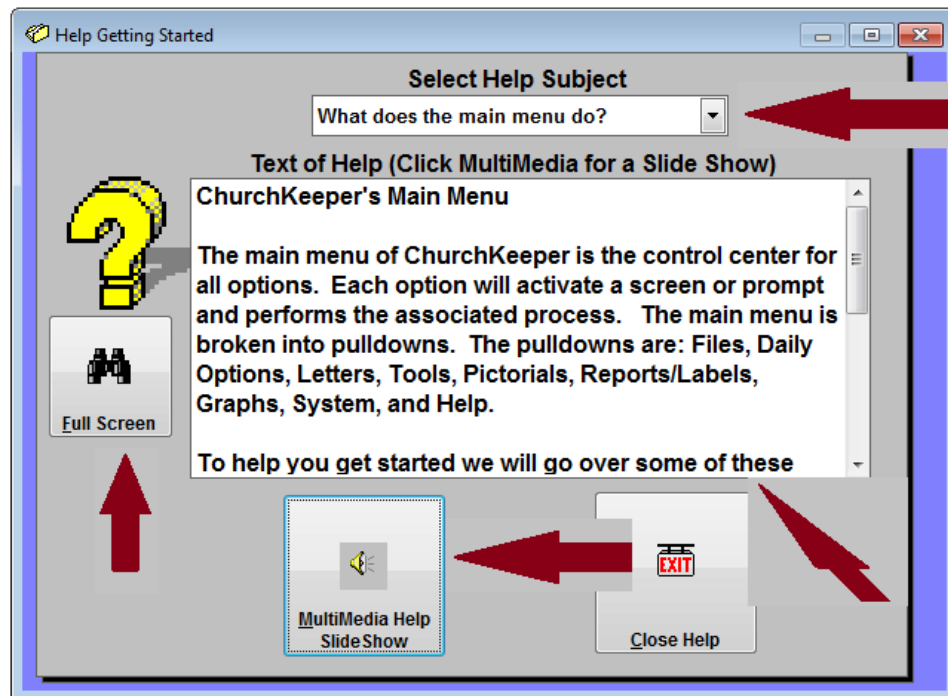 Help Getting Started
Select Help Subject
What does the main menu do?
Text of Help (Click MultiMedia for a Slide Show)
ChurchKeeper's Main Menu
The main menu of ChurchKeeper is the control center for
all options.  Each option will activate a screen or prompt
and performs the associated process.   The main menu is
broken into pulldowns.  The pulldowns are: Files, Daily
Options, Letters, Tools, Pictorials, Reports/Labels,
Graphs, System, and Help.
To help you get started we will go over some of these
Full Screen
MultiMedia Help
SlideShow
EXIT
Close Help